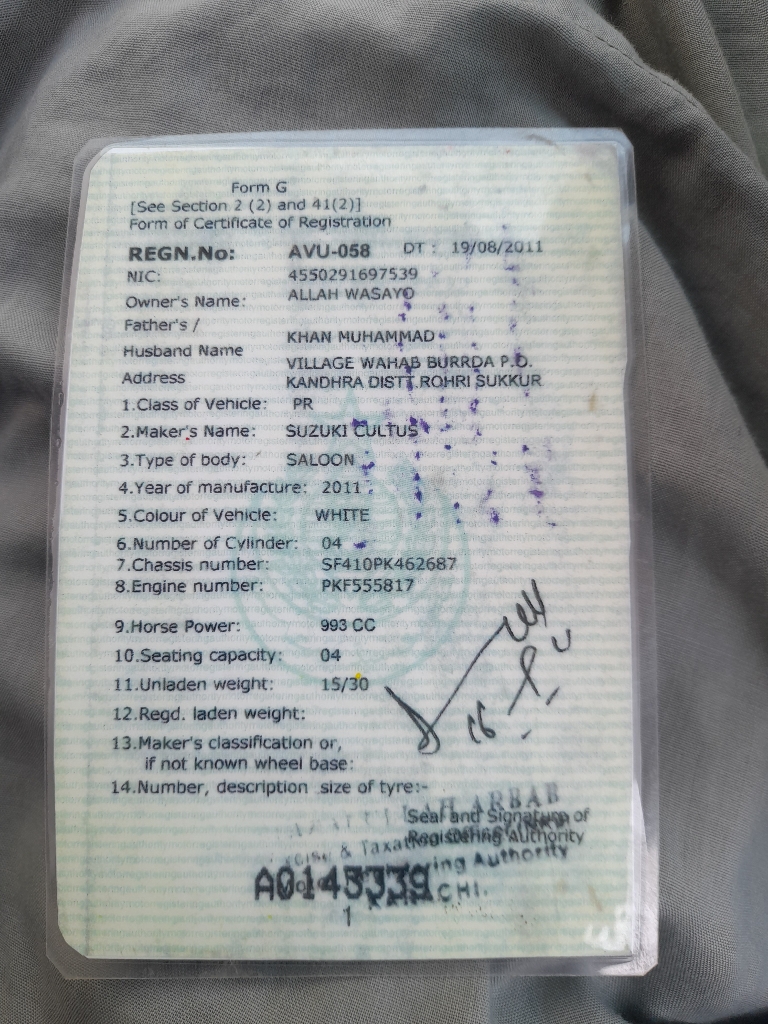 Form G
[See Section 2 (2) and 41(2)]
Form of Certificate of Registration
REGN.No: AVU-058 DT : 19/08/2011
NIC: 4550291697539
Owner's Name: ALLAH WASAYO
Father's /
Husband Name KHAN MUHAMMAD
Address VILLAGE WAHAB BURRDA P.O.
KANDHRA DISTT.ROHRI SUKKUR
1.Class of Vehicle: PR
2.Maker's Name: SUZUKI CULTUS
3.Type of body: SALOON
4.Year of manufacture: 2011
5.Colour of Vehicle: WHITE
6.Number of Cylinder: 04
7.Chassis number: SF410PK462687
8.Engine number: PKF555817
9.Horse Power: 993 CC
10.Seating capacity: 04
11.Unladen weight: 15/30
12.Regd. laden weight:
13.Maker's classification or,
if not known wheel base:
14.Number, description size of tyre:-
ARBAB
Seal and Signature of
Registering Authority
& Taxation
Authority
A0145339
1